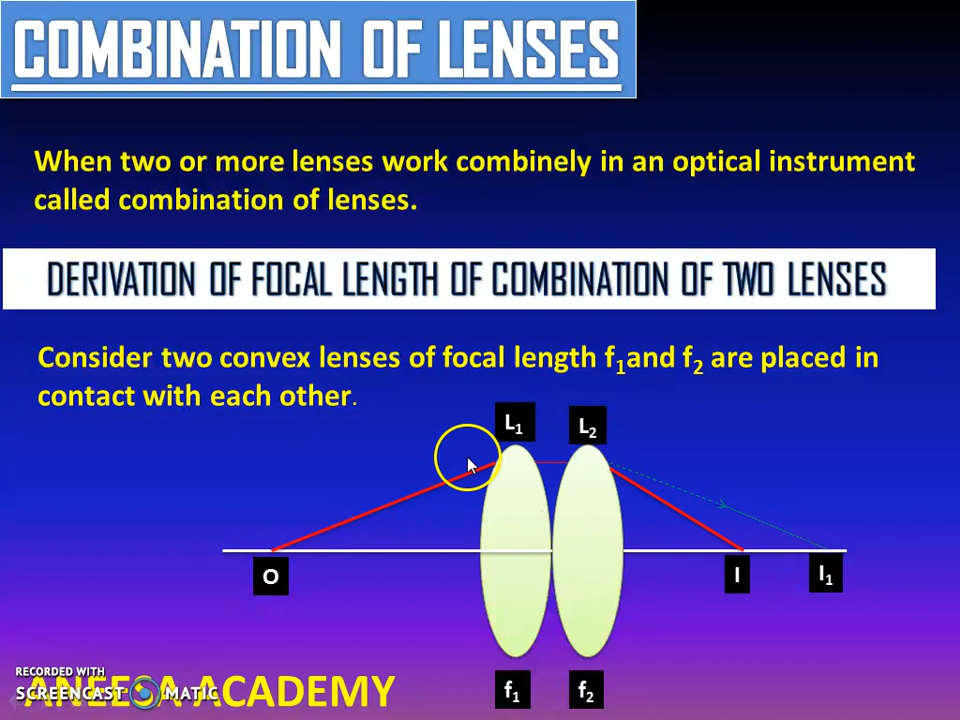 COMBINATION OF LENSES
When two or more lenses work combinely in an optical instrument
called combination of lenses.
DERIVATION OF FOCAL LENGTH OF COMBINATION OF TWO LENSES
Consider two convex lenses of focal length f₁and f₂ are placed in
contact with each other.
L₁ L₂
O I I₁
RECORDED WITH
SCREENCAST MATIC
ANEESA ACADEMY
f₁ f₂